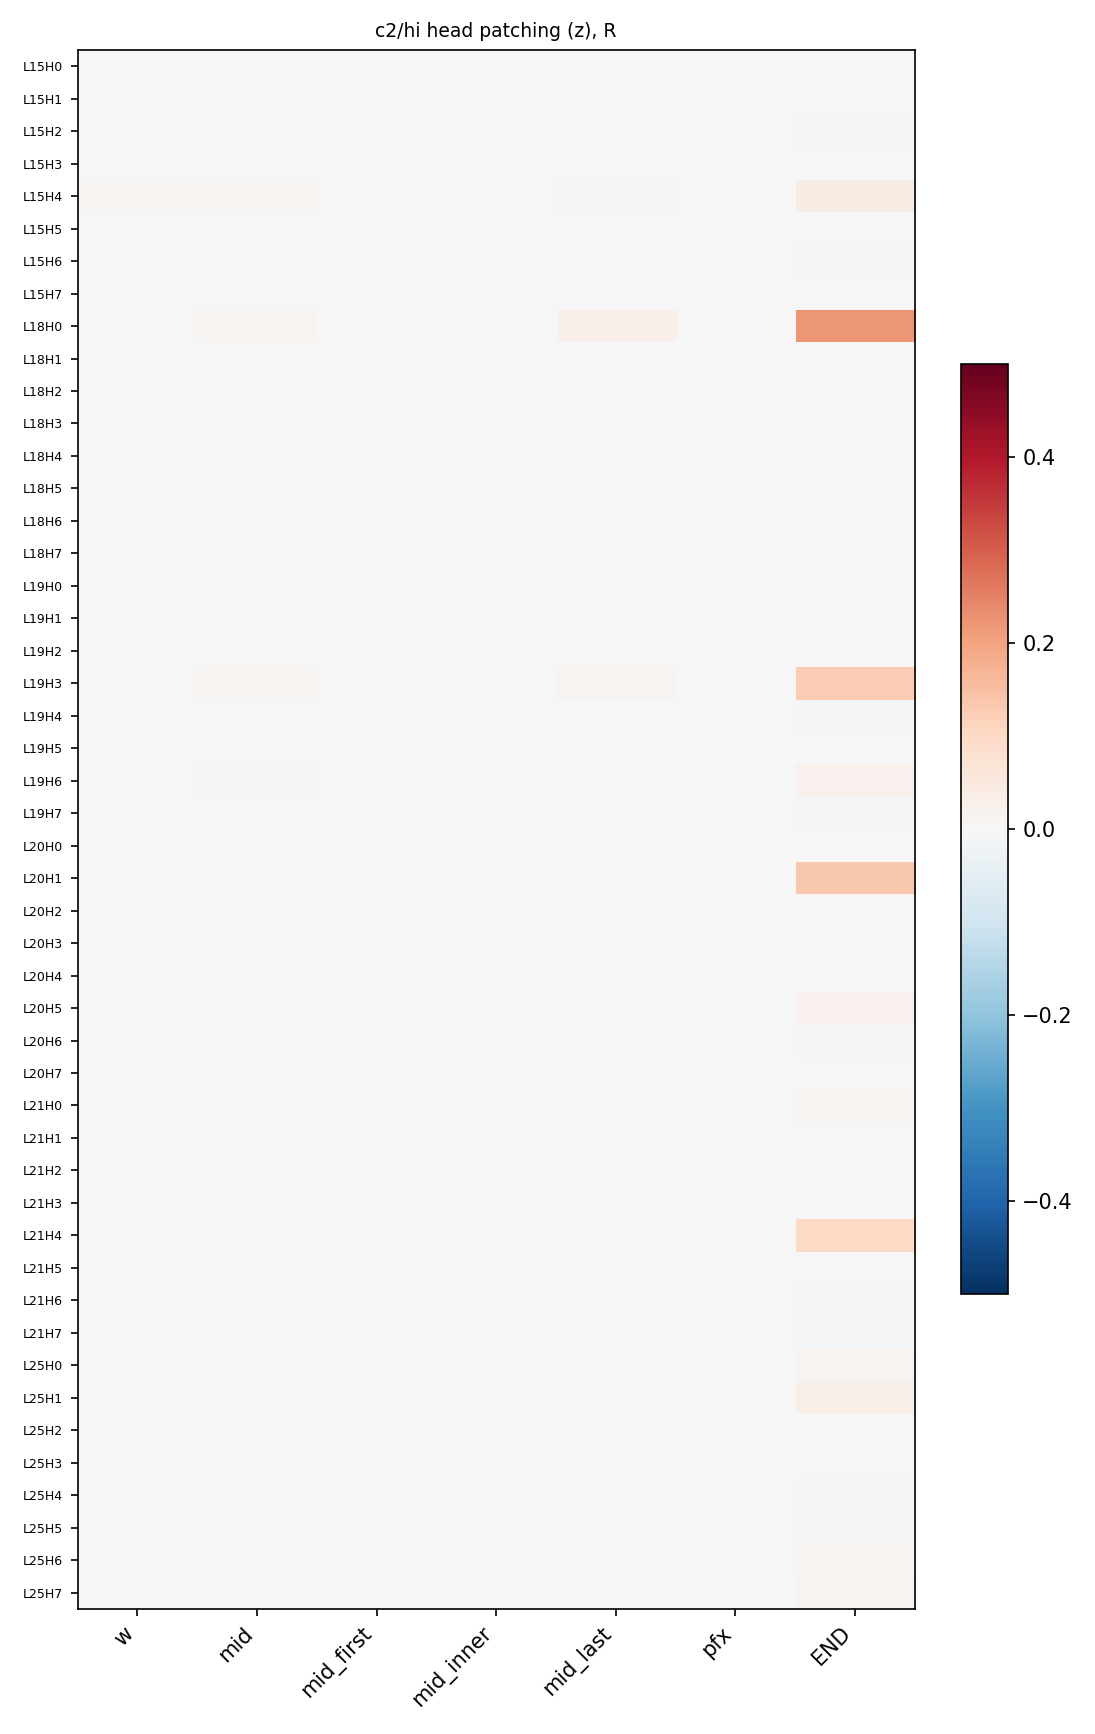 c2/hi head patching (z), R
L15H0
L15H1
L15H2
L15H3
L15H4
L15H5
L15H6
L15H7
L18H0
L18H1
L18H2
L18H3
L18H4
L18H5
L18H6
L18H7
L19H0
L19H1
L19H2
L19H3
L19H4
L19H5
L19H6
L19H7
L20H0
L20H1
L20H2
L20H3
L20H4
L20H5
L20H6
L20H7
L21H0
L21H1
L21H2
L21H3
L21H4
L21H5
L21H6
L21H7
L25H0
L25H1
L25H2
L25H3
L25H4
L25H5
L25H6
L25H7
w
mid
mid_first
mid_inner
mid_last
pfx
END
0.4
0.2
0.0
−0.2
−0.4